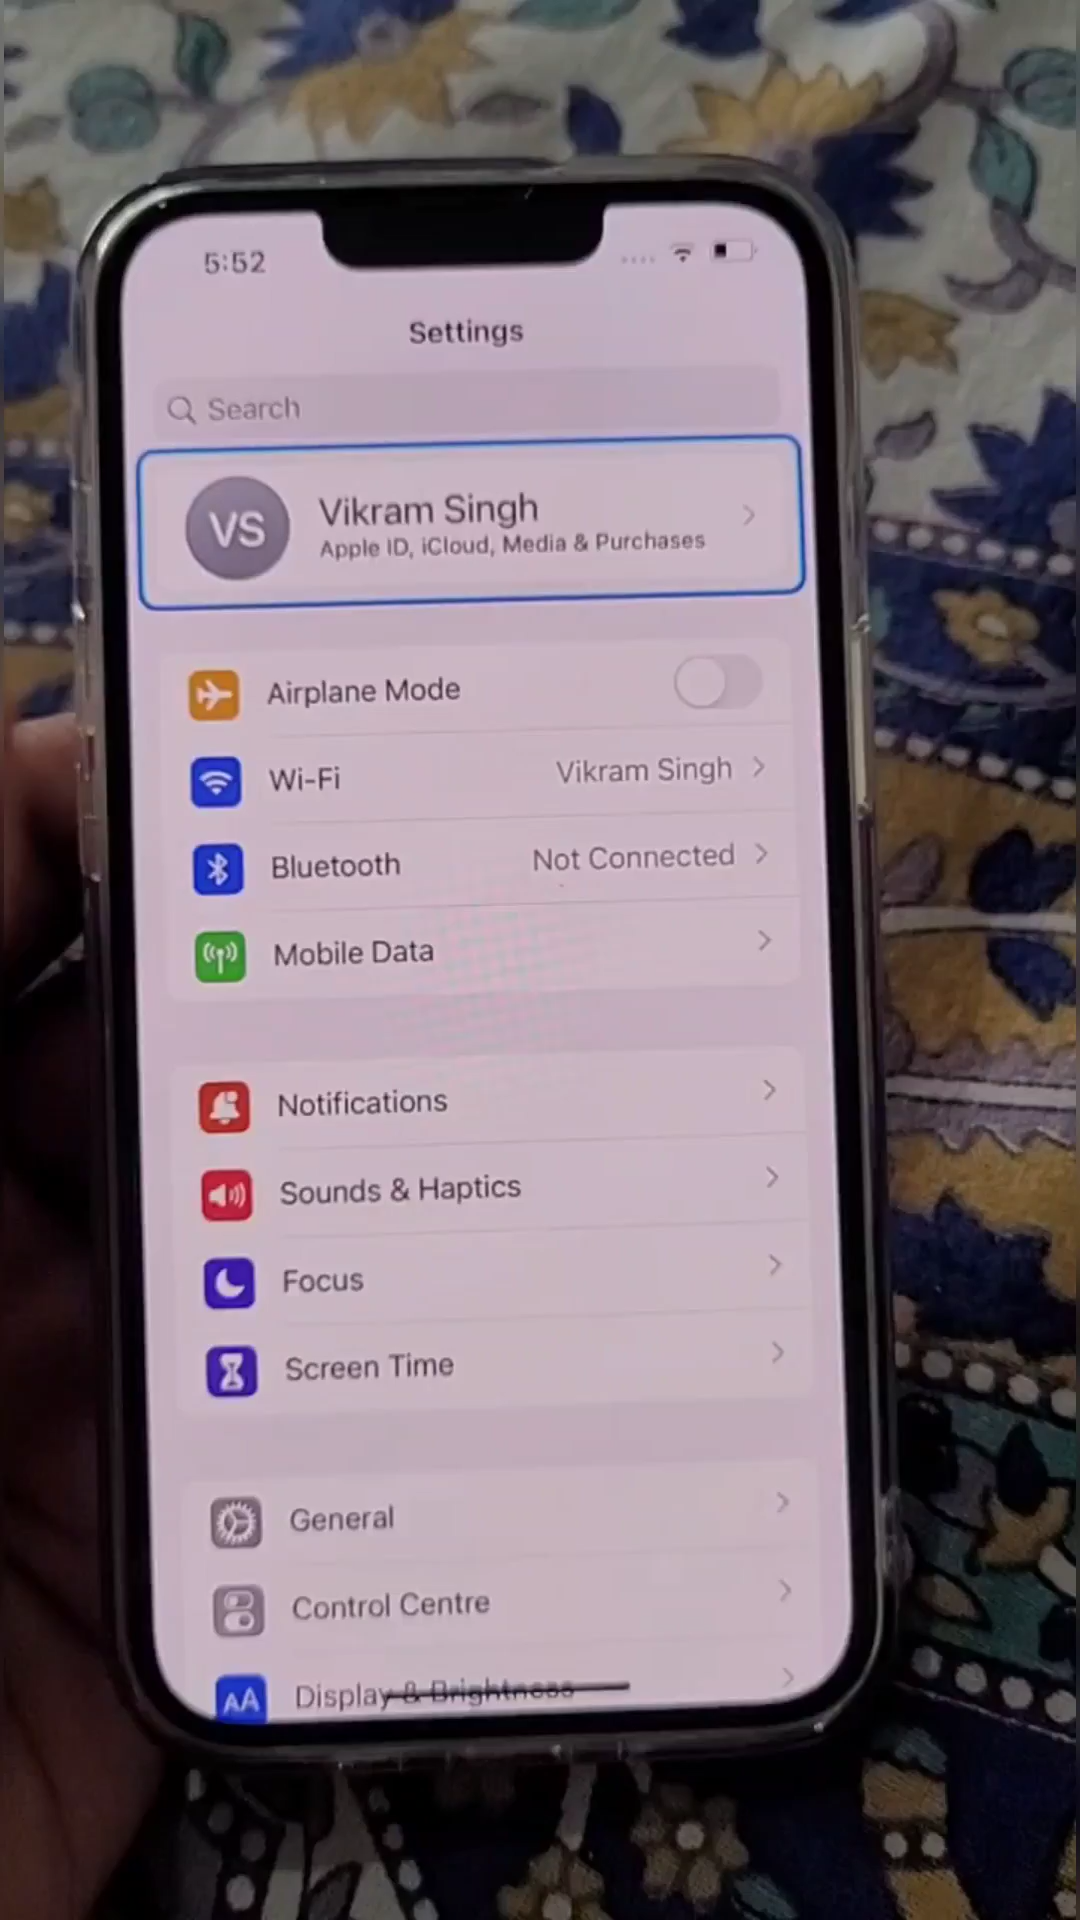 5:52
Settings
Search
VS
Vikram Singh
Apple ID, iCloud, Media & Purchases
Airplane Mode
Wi-Fi
Vikram Singh
Bluetooth
Not Connected
Mobile Data
Notifications
Sounds & Haptics
Focus
Screen Time
General
Control Centre
AA
Display & Brightness